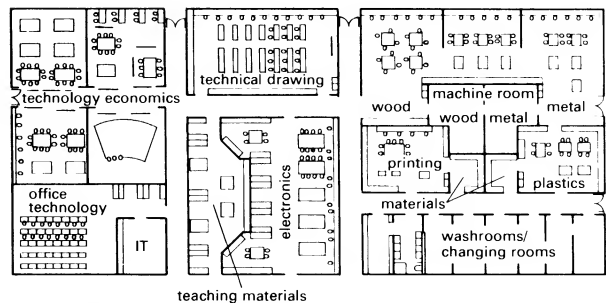 technical drawing
machine room
technology economics
wood
metal
wood
metal
printing
electronics
plastics
office
technology
materials
IT
washrooms/
changing rooms
teaching materials